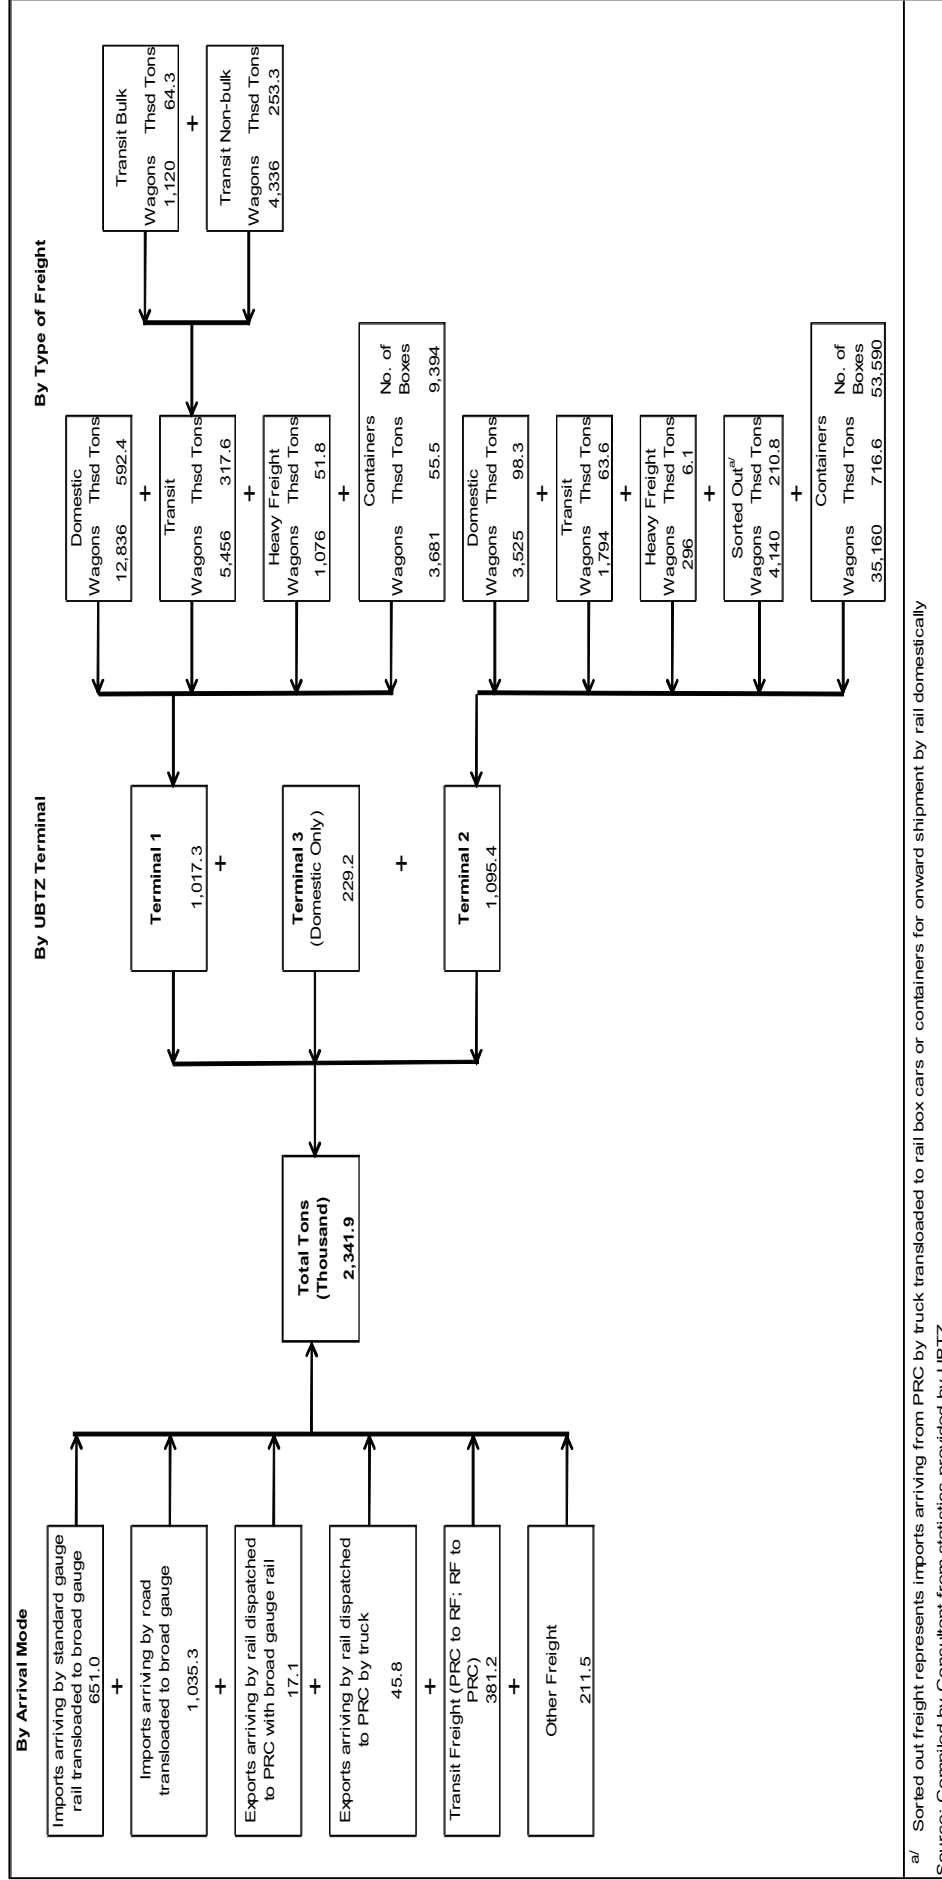 By Arrival Mode
Imports arriving by standard gauge
rail transloaded to broad gauge
651.0
+
Imports arriving by road
transloaded to broad gauge
1,035.3
+
Exports arriving by rail dispatched
to PRC with broad gauge rail
17.1
+
Exports arriving by rail dispatched
to PRC by truck
45.8
+
Transit Freight (PRC to RF; RF to
PRC)
381.2
+
Other Freight
211.5
Total Tons
(Thousand)
2,341.9
By UBTZ Terminal
Terminal 1
1,017.3
+
Terminal 3
(Domestic Only)
229.2
+
Terminal 2
1,095.4
By Type of Freight
Domestic
Wagons Thsd Tons
12,836 592.4
+
Transit
Wagons Thsd Tons
5,456 317.6
+
Heavy Freight
Wagons Thsd Tons
1,076 51.8
+
Containers
Wagons Thsd Tons No. of Boxes
3,681 55.5 9,394
Domestic
Wagons Thsd Tons
3,525 98.3
+
Transit
Wagons Thsd Tons
1,794 63.6
+
Heavy Freight
Wagons Thsd Tons
296 6.1
+
Sorted Out a/
Wagons Thsd Tons
4,140 210.8
+
Containers
Wagons Thsd Tons No. of Boxes
35,160 716.6 53,590
Transit Bulk
Wagons Thsd Tons
1,120 64.3
+
Transit Non-bulk
Wagons Thsd Tons
4,336 253.3
a/ Sorted out freight represents imports arriving from PRC by truck transloaded to rail box cars or containers for onward shipment by rail domestically
Source: Compiled by Consultant from statistics provided by UBTZ